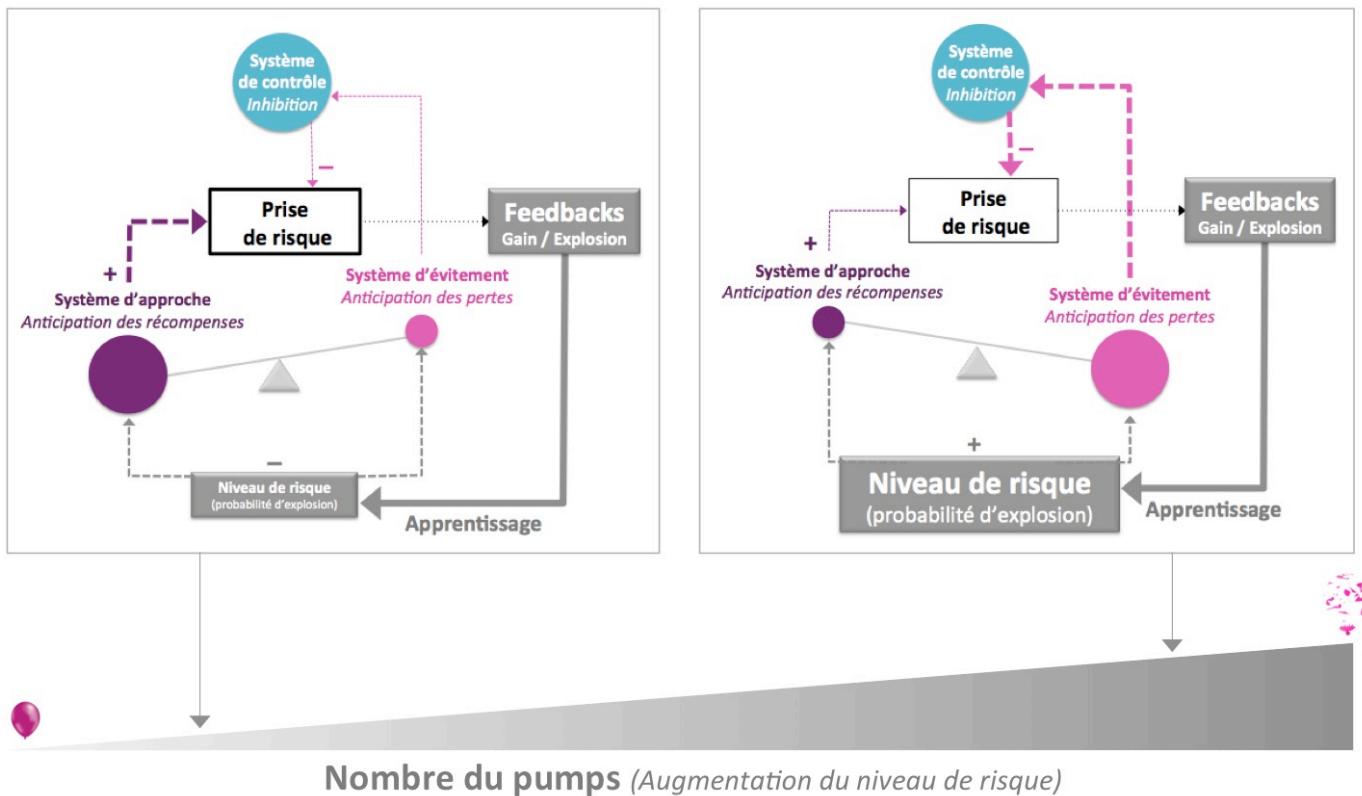 Système
de contrôle
Inhibition
–
Prise
de risque
Feedbacks
Gain / Explosion
+
Système d'approche
Anticipation des récompenses
Système d'évitement
Anticipation des pertes
–
Niveau de risque
(probabilité d'explosion)
Apprentissage
Système
de contrôle
Inhibition
–
Prise
de risque
Feedbacks
Gain / Explosion
+
Système d'approche
Anticipation des récompenses
Système d'évitement
Anticipation des pertes
+
Niveau de risque
(probabilité d'explosion)
Apprentissage
Nombre du pumps (Augmentation du niveau de risque)